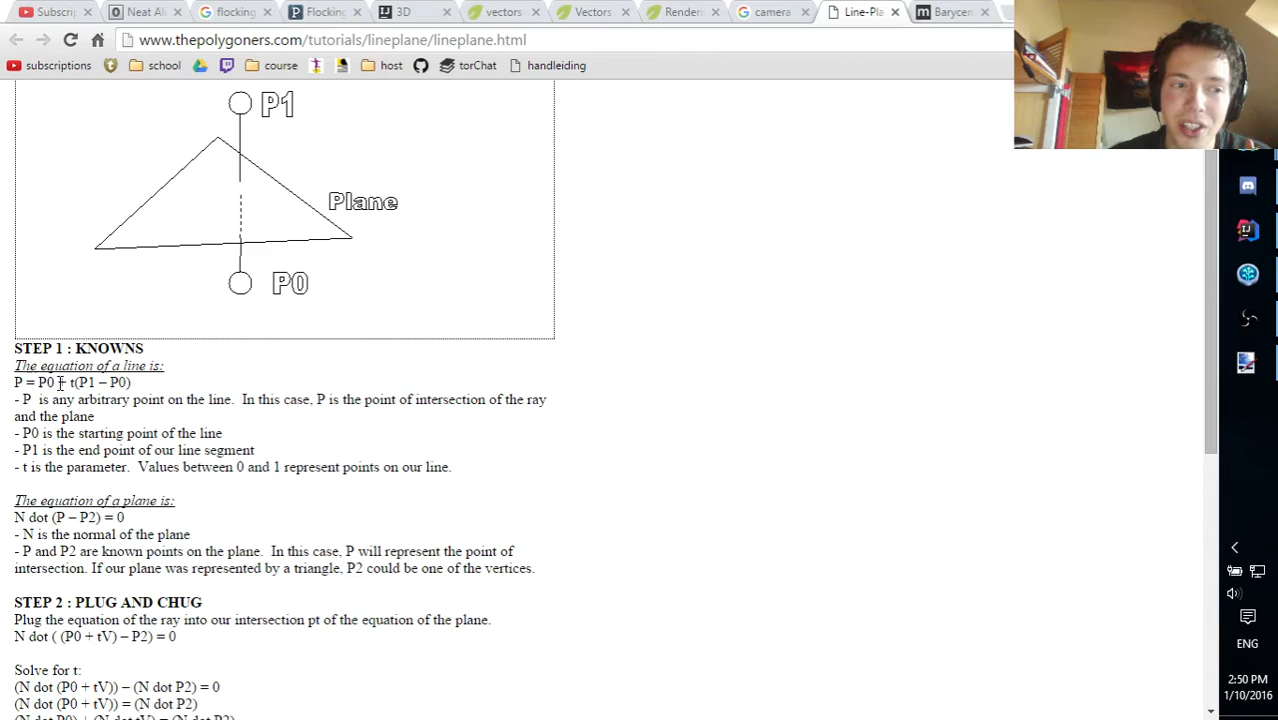 Subscrip
Neat Al
flocking
Flocking
3D
vectors
Vectors
Render
camera
Line-Pla
Baryce
www.thepolygoners.com/tutorials/lineplane/lineplane.html
subscriptions
school
course
host
torChat
handleiding
P1
Plane
P0
STEP 1 : KNOWNS
The equation of a line is:
P = P0 + t(P1 – P0)
- P  is any arbitrary point on the line.  In this case, P is the point of intersection of the ray
and the plane
- P0 is the starting point of the line
- P1 is the end point of our line segment
- t is the parameter.  Values between 0 and 1 represent points on our line.
The equation of a plane is:
N dot (P – P2) = 0
- N is the normal of the plane
- P and P2 are known points on the plane.  In this case, P will represent the point of
intersection. If our plane was represented by a triangle, P2 could be one of the vertices.
STEP 2 : PLUG AND CHUG
Plug the equation of the ray into our intersection pt of the equation of the plane.
N dot ( (P0 + tV) – P2) = 0
Solve for t:
(N dot (P0 + tV)) – (N dot P2) = 0
(N dot (P0 + tV)) = (N dot P2)
(N dot P0) + (N dot tV) = (N dot P2)
ENG
2:50 PM
1/10/2016